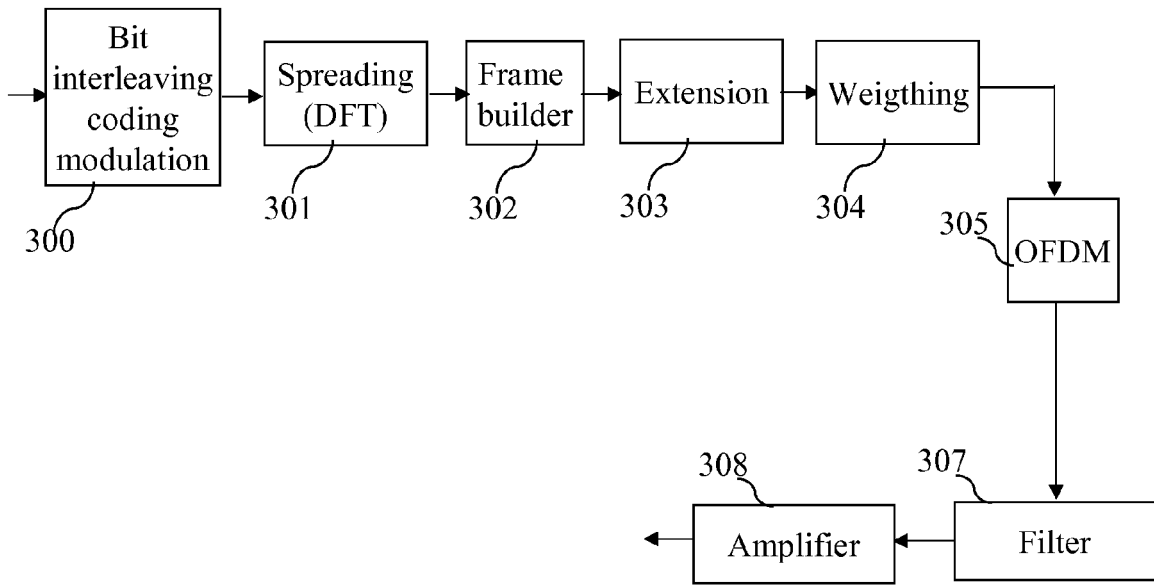 Bit
interleaving
coding
modulation
300
Spreading
(DFT)
301
Frame
builder
302
Extension
303
Weigthing
304
305
OFDM
307
Filter
308
Amplifier